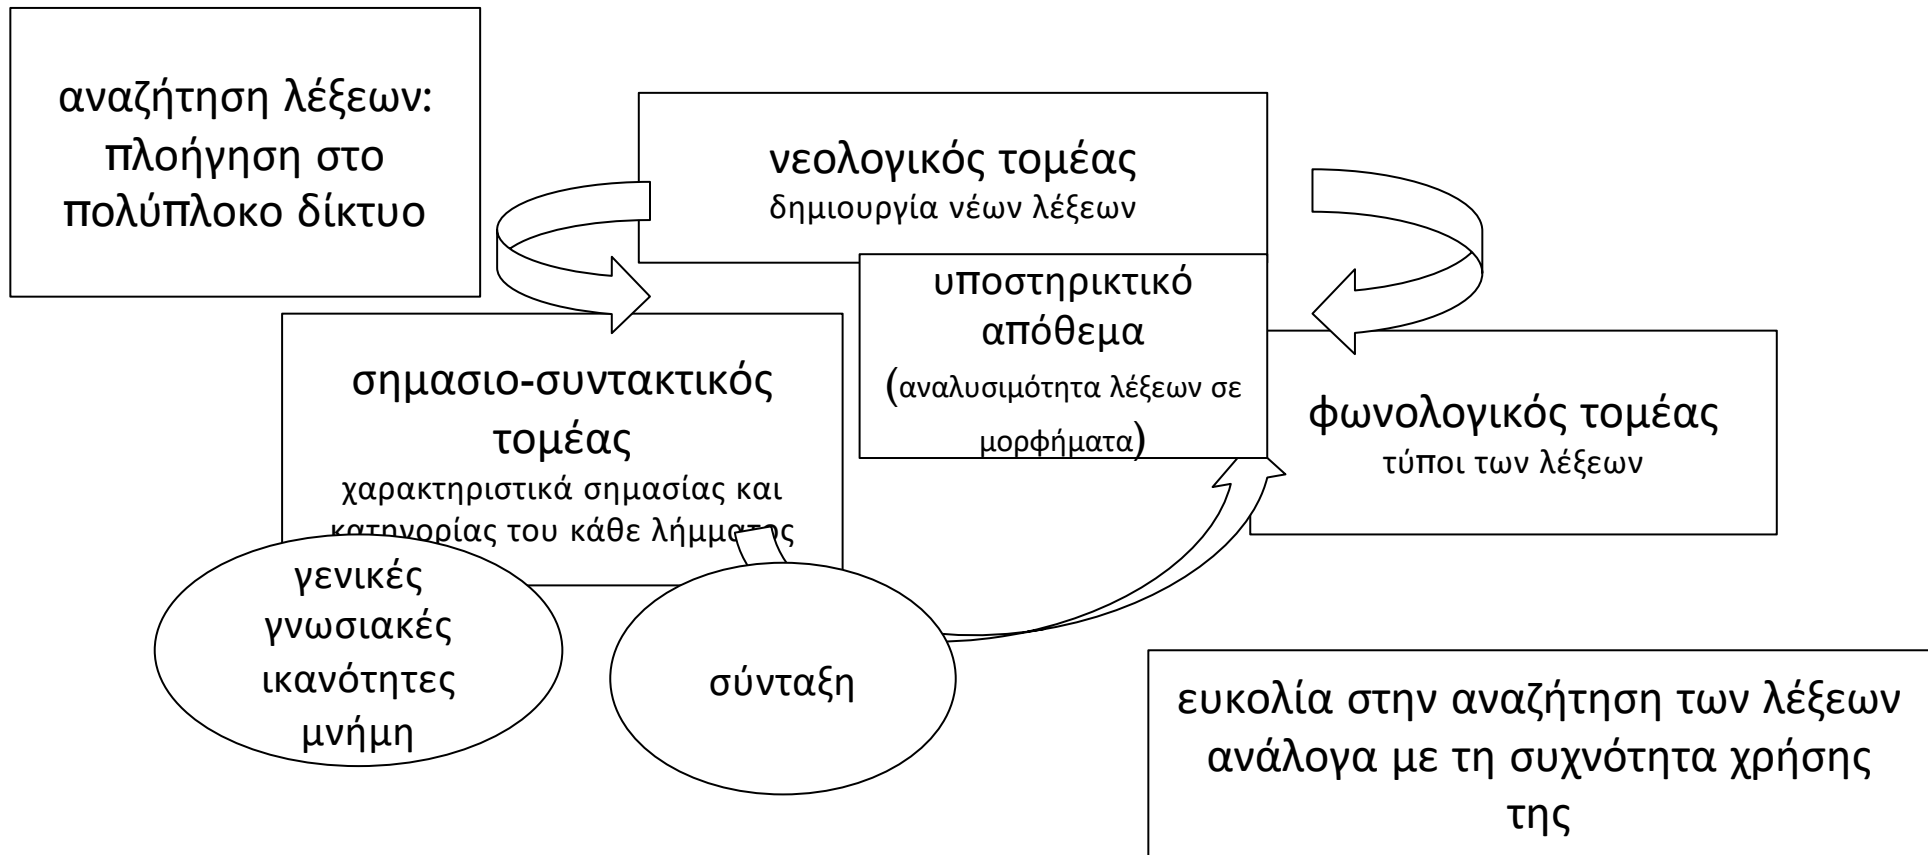 αναζήτηση λέξεων:
πλοήγηση στο
πολύπλοκο δίκτυο
νεολογικός τομέας
δημιουργία νέων λέξεων
υποστηρικτικό
απόθεμα
(αναλυσιμότητα λέξεων σε
μορφήματα)
σημασιο-συντακτικός
τομέας
χαρακτηριστικά σημασίας και
κατηγορίας του κάθε λήμματος
φωνολογικός τομέας
τύποι των λέξεων
γενικές
γνωσιακές
ικανότητες
μνήμη
σύνταξη
ευκολία στην αναζήτηση των λέξεων
ανάλογα με τη συχνότητα χρήσης
της